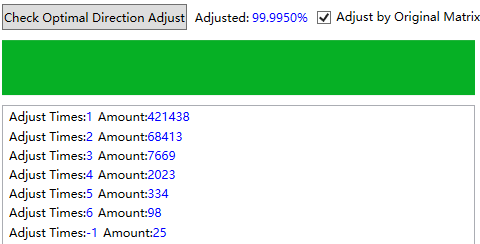 Check Optimal Direction Adjust Adjusted: 99.9950% Adjust by Original Matrix
Adjust Times:1 Amount:421438
Adjust Times:2 Amount:68413
Adjust Times:3 Amount:7669
Adjust Times:4 Amount:2023
Adjust Times:5 Amount:334
Adjust Times:6 Amount:98
Adjust Times:-1 Amount:25